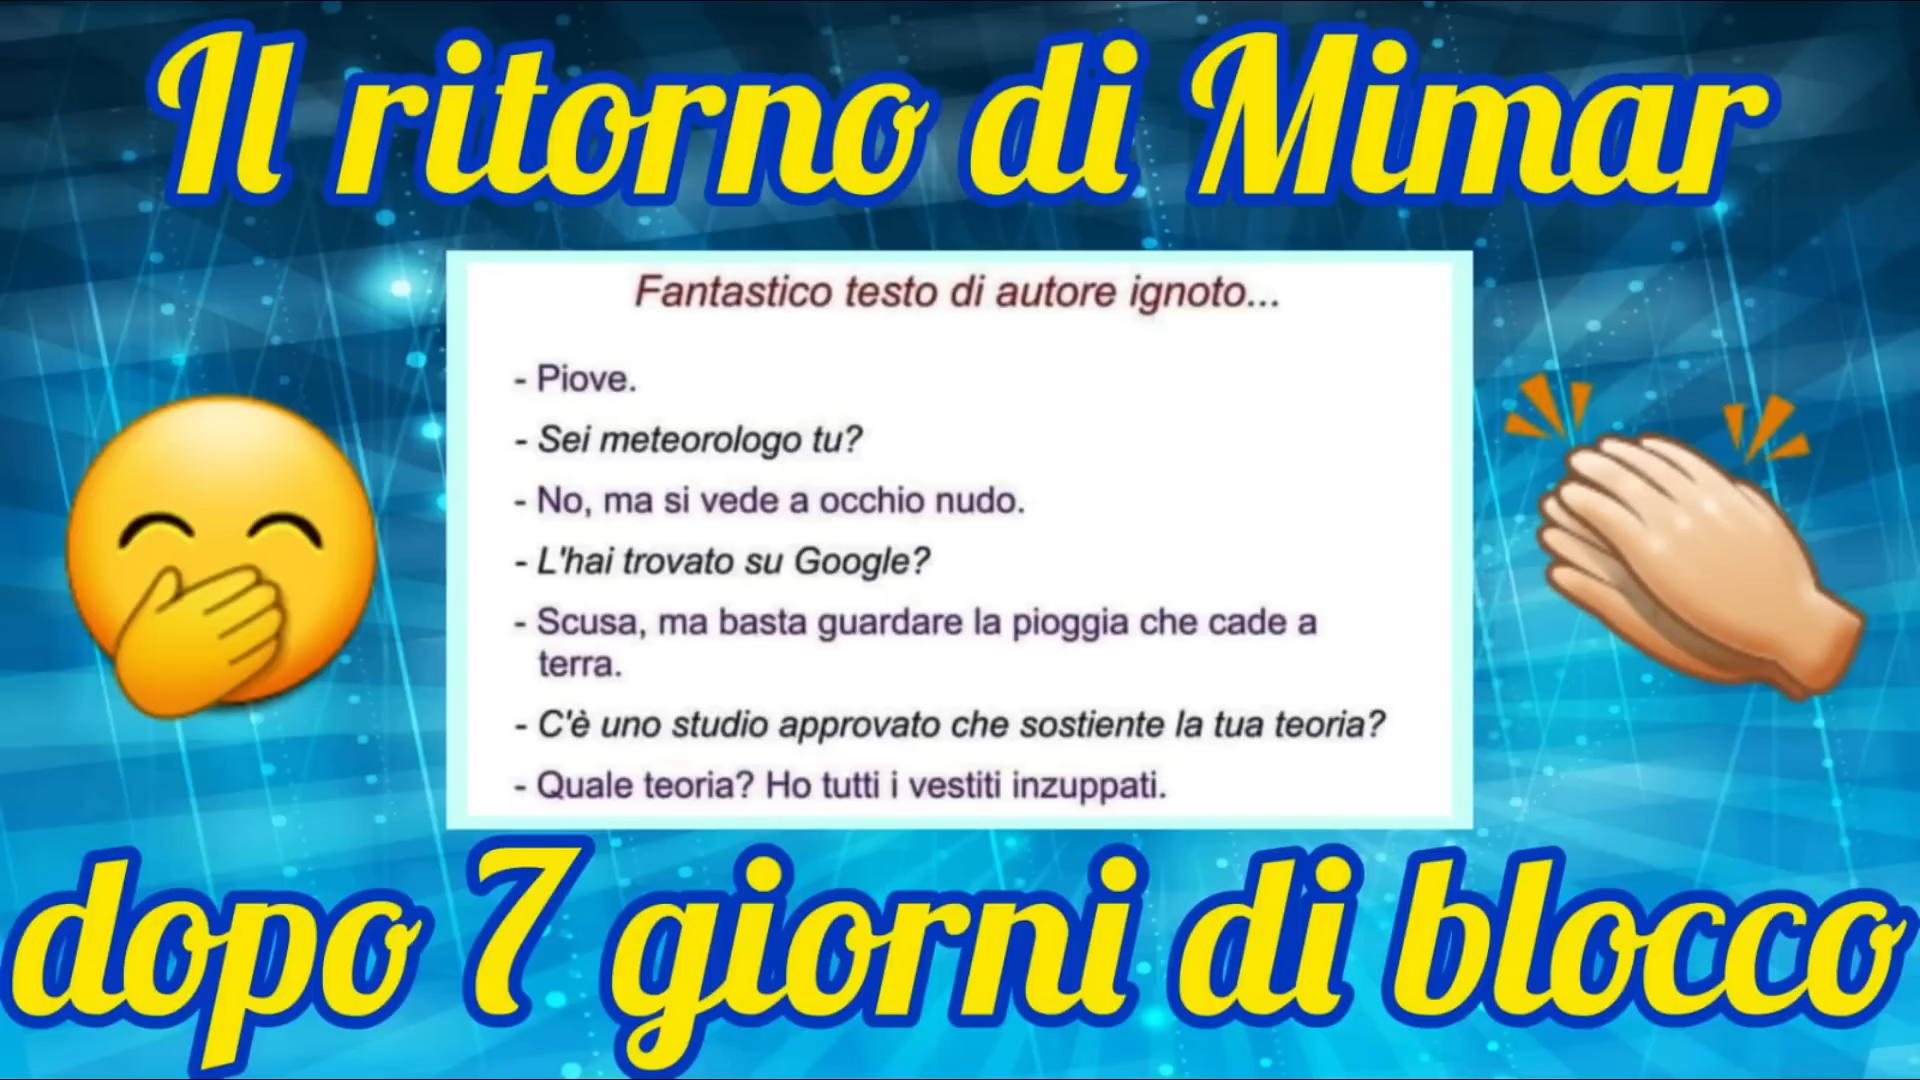 Il ritorno di Mimar
Fantastico testo di autore ignoto...
- Piove.
- Sei meteorologo tu?
- No, ma si vede a occhio nudo.
- L'hai trovato su Google?
- Scusa, ma basta guardare la pioggia che cade a
terra.
- C'è uno studio approvato che sostiente la tua teoria?
- Quale teoria? Ho tutti i vestiti inzuppati.
dopo 7 giorni di blocco